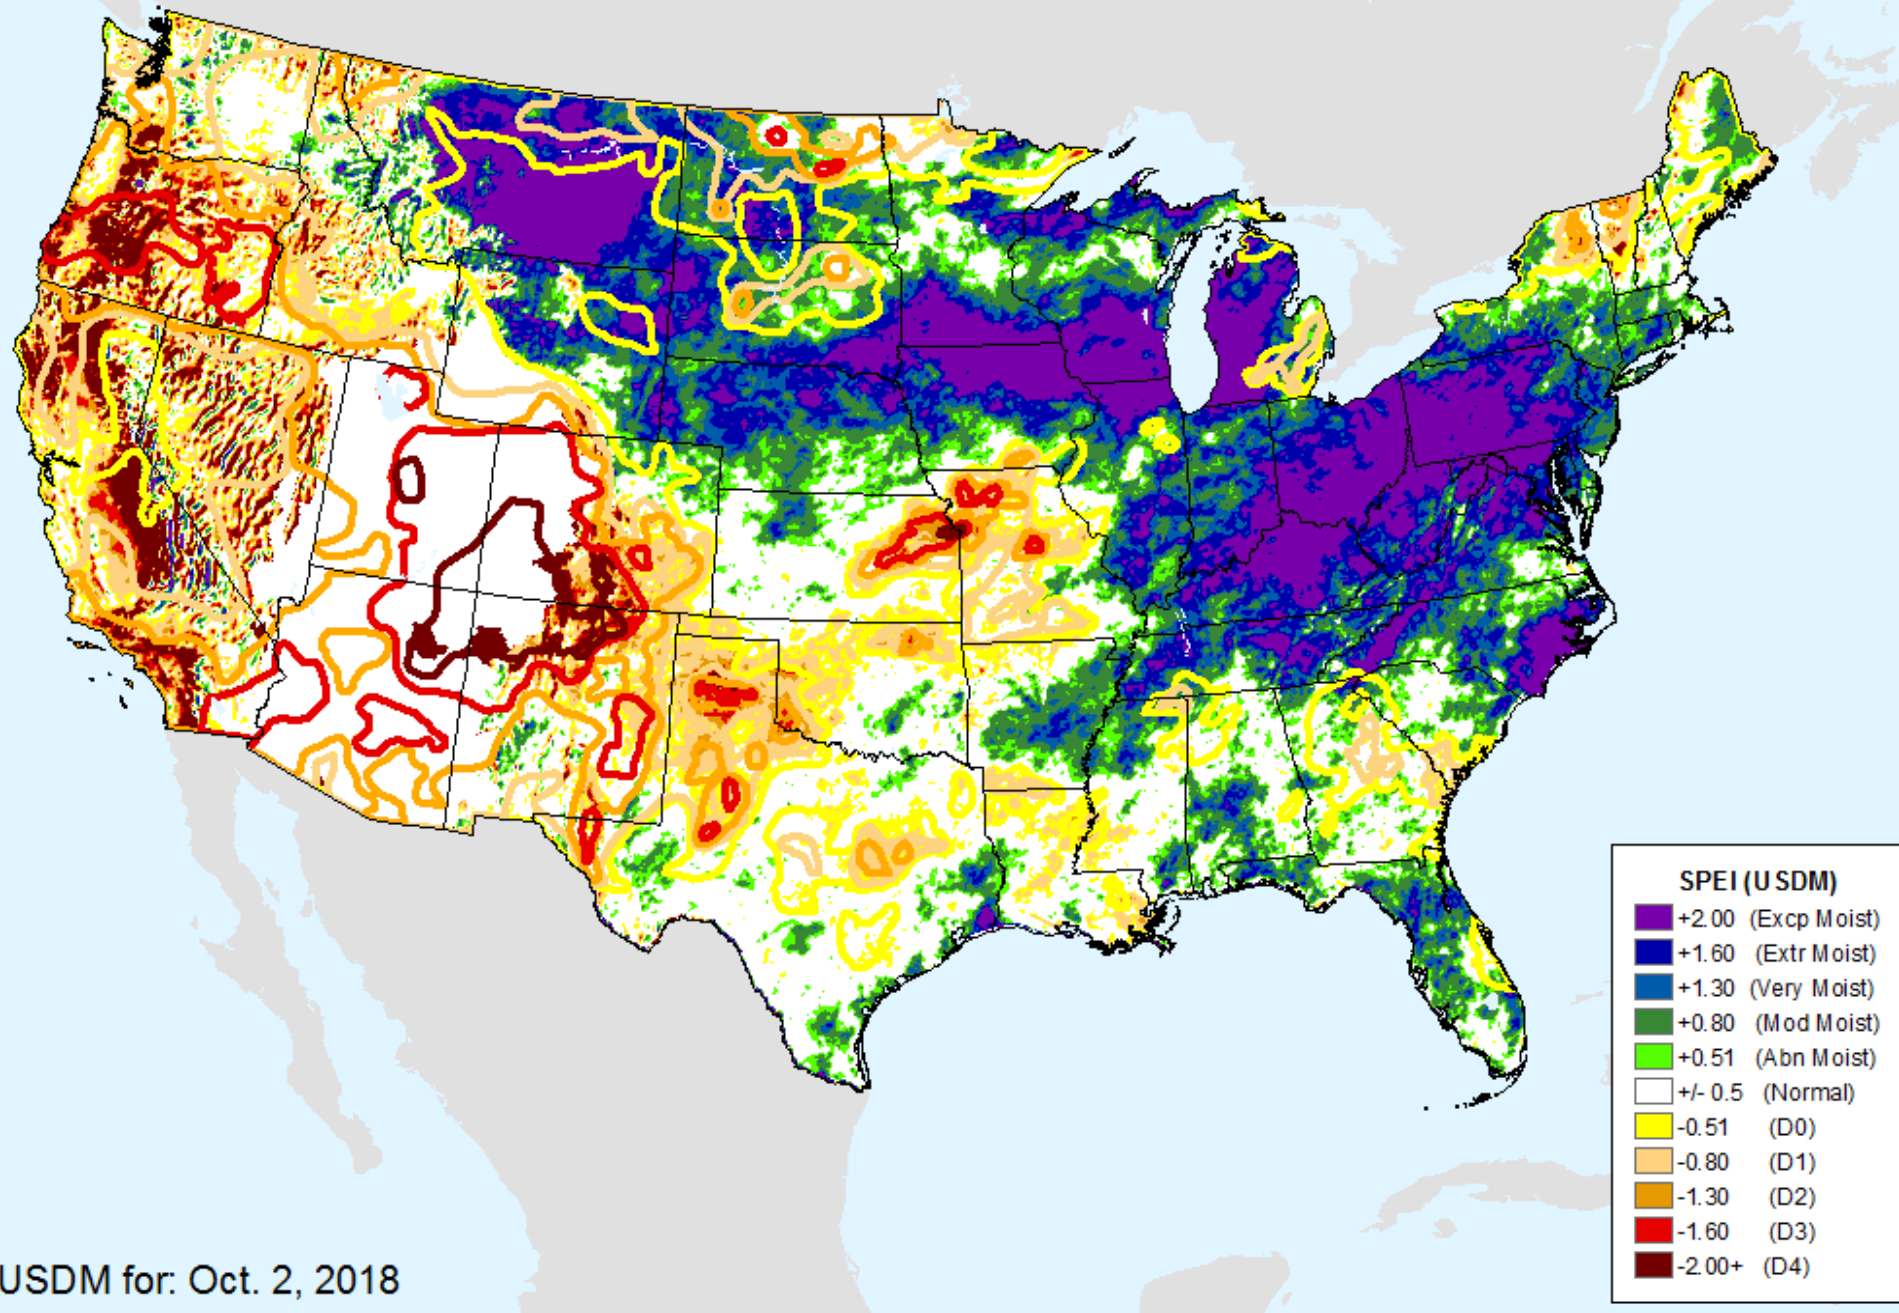 SPEI (USDM)
+2.00 (Excp Moist)
+1.60 (Extr Moist)
+1.30 (Very Moist)
+0.80 (Mod Moist)
+0.51 (Abn Moist)
+/- 0.5 (Normal)
-0.51 (D0)
-0.80 (D1)
-1.30 (D2)
-1.60 (D3)
-2.00+ (D4)
USDM for: Oct. 2, 2018